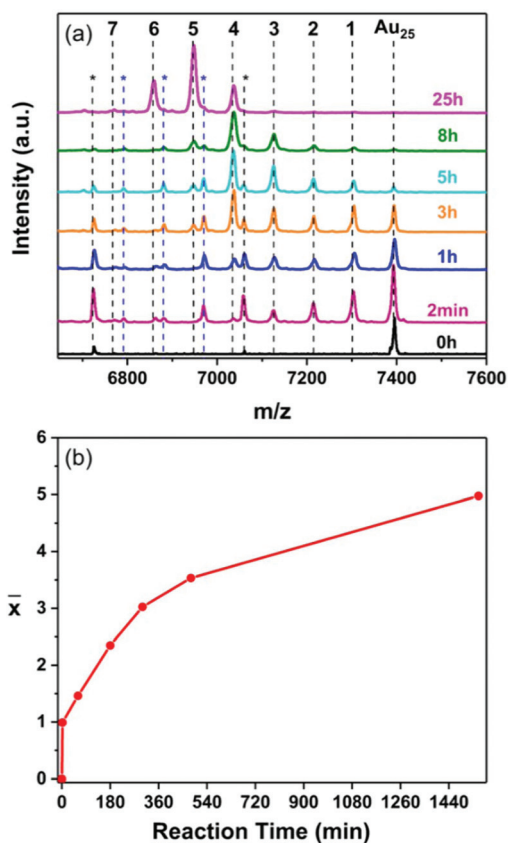 (a)
7 6 5 4 3 2 1 Au25
* * * * *
25h
8h
5h
3h
1h
2min
0h
Intensity (a.u.)
6800 7000 7200 7400 7600
m/z
(b)
6
5
4
3
2
1
0
x̄
0 180 360 540 720 900 1080 1260 1440
Reaction Time (min)